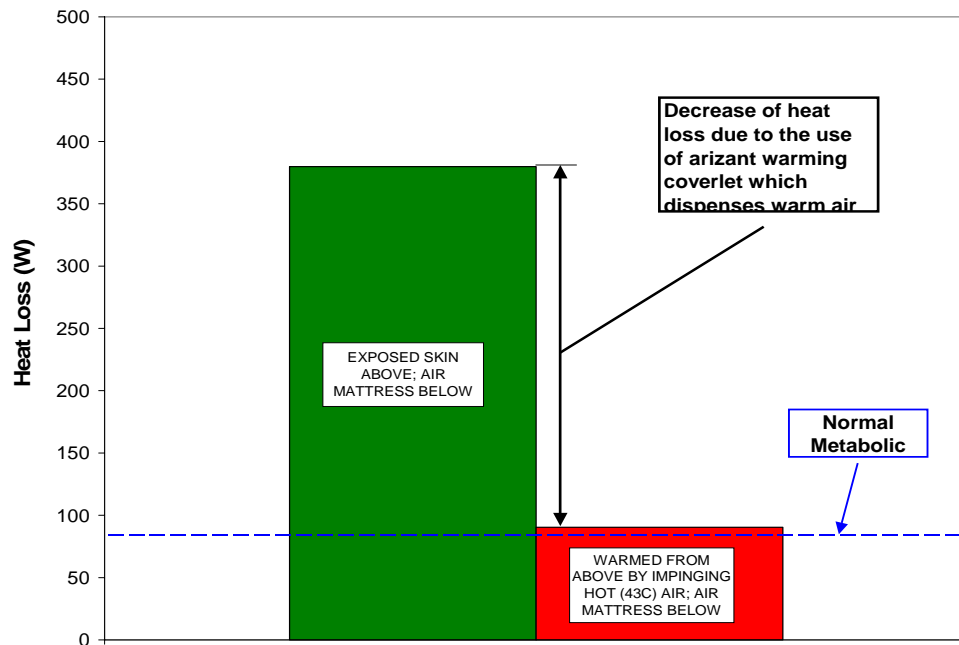 500
450
400
350
300
250
200
150
100
50
0
Heat Loss (W)
EXPOSED SKIN
ABOVE; AIR
MATTRESS BELOW
WARMED FROM
ABOVE BY IMPINGING
HOT (43C) AIR; AIR
MATTRESS BELOW
Decrease of heat
loss due to the use
of arizant warming
coverlet which
dispenses warm air
Normal
Metabolic